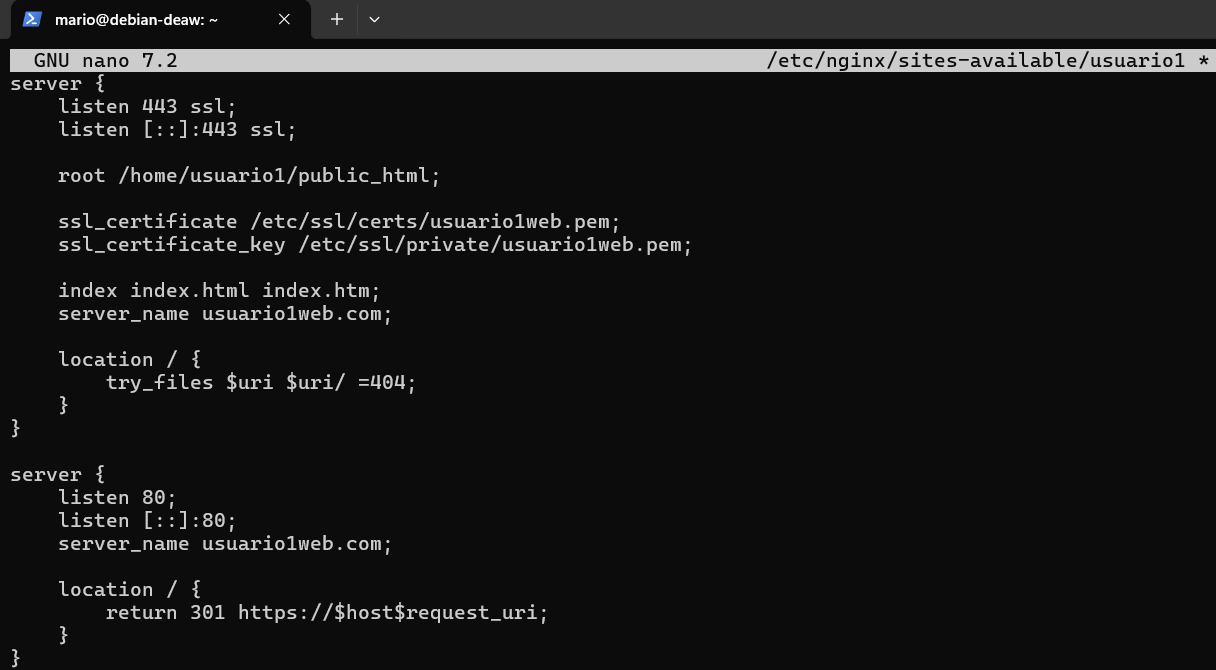 mario@debian-deaw: ~
GNU nano 7.2 /etc/nginx/sites-available/usuario1 *
server {
    listen 443 ssl;
    listen [::]:443 ssl;

    root /home/usuario1/public_html;

    ssl_certificate /etc/ssl/certs/usuario1web.pem;
    ssl_certificate_key /etc/ssl/private/usuario1web.pem;

    index index.html index.htm;
    server_name usuario1web.com;

    location / {
        try_files $uri $uri/ =404;
    }
}

server {
    listen 80;
    listen [::]:80;
    server_name usuario1web.com;

    location / {
        return 301 https://$host$request_uri;
    }
}